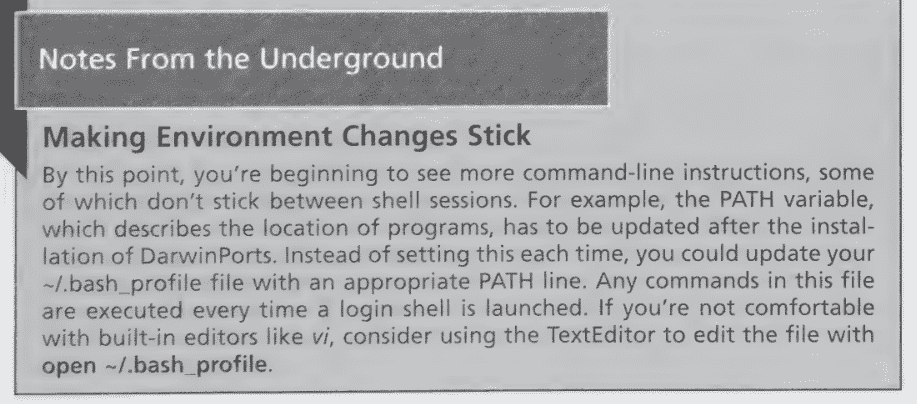 Notes From the Underground
Making Environment Changes Stick
By this point, you're beginning to see more command-line instructions, some
of which don't stick between shell sessions. For example, the PATH variable,
which describes the location of programs, has to be updated after the instal-
lation of DarwinPorts. Instead of setting this each time, you could update your
~/.bash_profile file with an appropriate PATH line. Any commands in this file
are executed every time a login shell is launched. If you're not comfortable
with built-in editors like vi, consider using the TextEditor to edit the file with
open ~/.bash_profile.